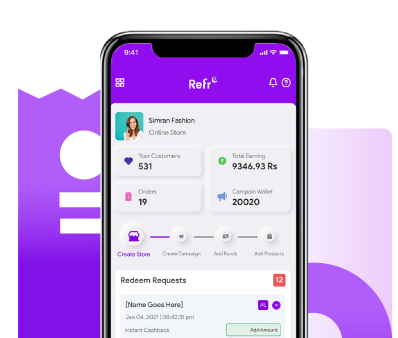 9:41
Refr
Simran Fashion
Online Store
Your Customers
531
Total Earning
9346.93 Rs
Orders
19
Campain Wallet
20020
Create Store
Create Campaign
Add Funds
Add Products
Redeem Requests
12
[Name Goes Here]
Jan 04, 2021 | 08:42:31 pm
Instant Cashback
Add Amount